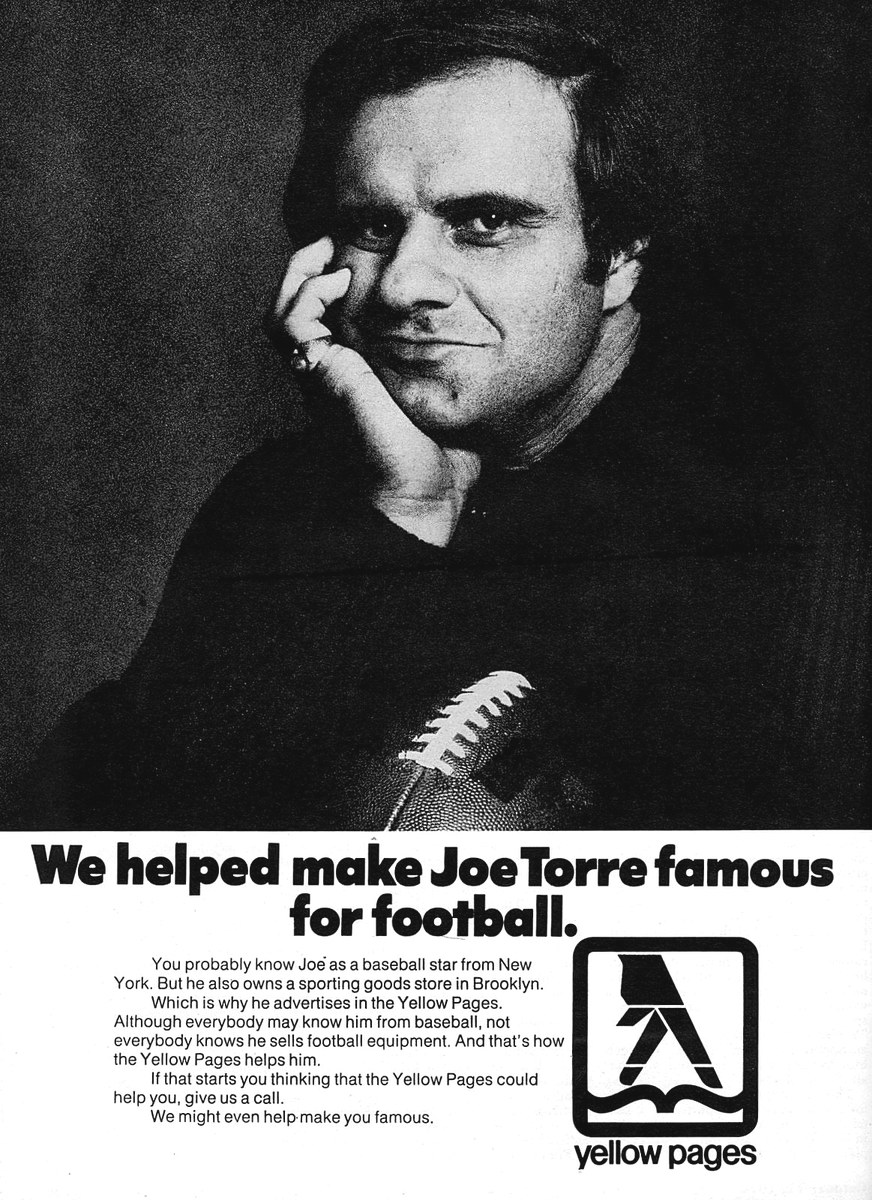 We helped make Joe Torre famous
for football.
You probably know Joe as a baseball star from New
York. But he also owns a sporting goods store in Brooklyn.
Which is why he advertises in the Yellow Pages.
Although everybody may know him from baseball, not
everybody knows he sells football equipment. And that's how
the Yellow Pages helps him.
If that starts you thinking that the Yellow Pages could
help you, give us a call.
We might even help make you famous.
yellow pages